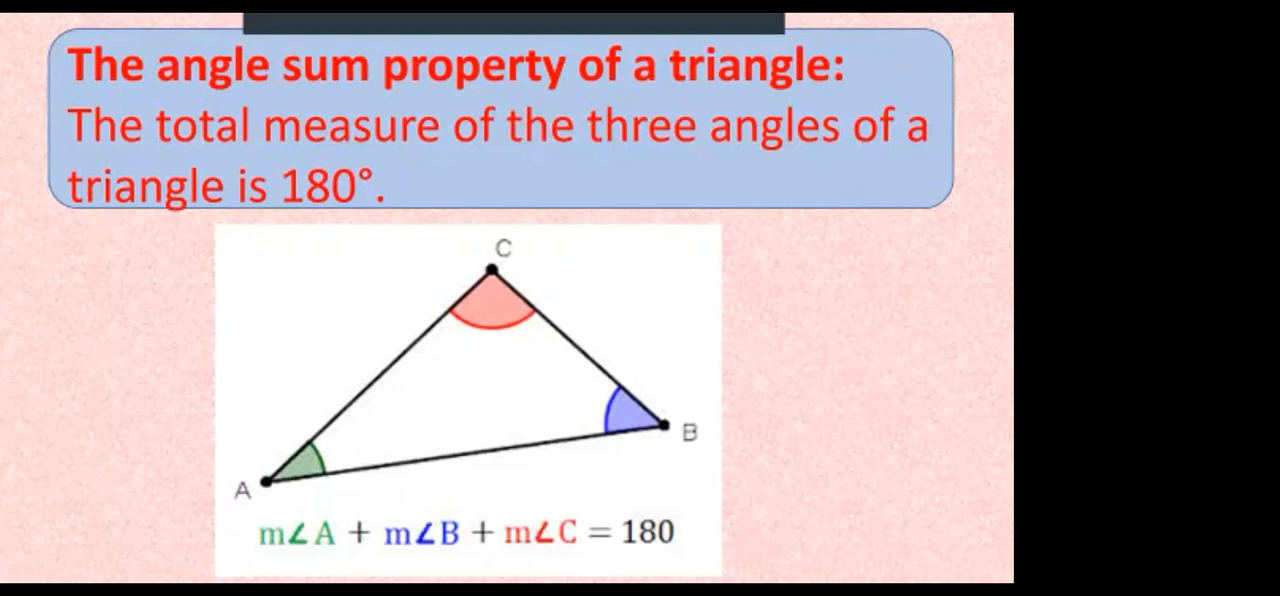 The angle sum property of a triangle:
The total measure of the three angles of a
triangle is 180°.
C
B
A
m∠A + m∠B + m∠C = 180